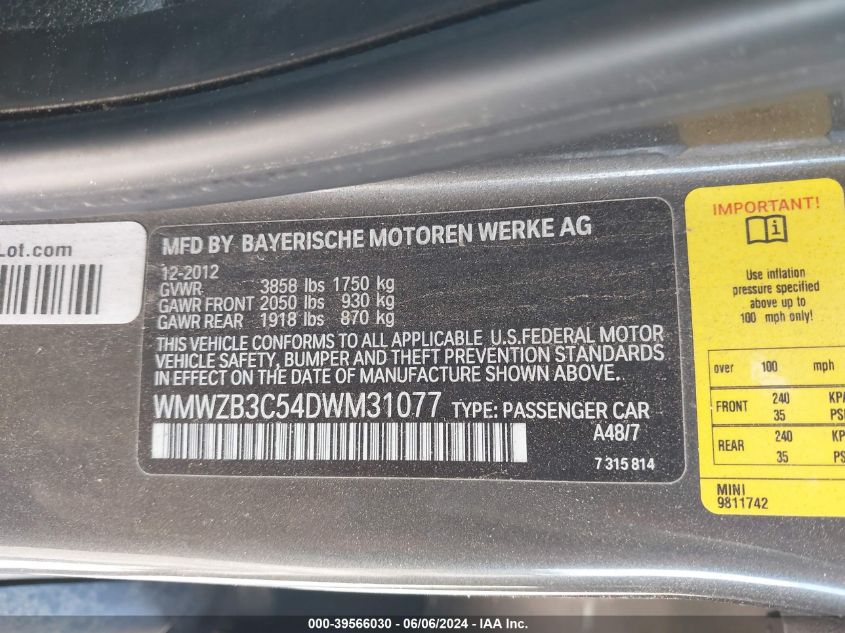 Lot.com
MFD BY BAYERISCHE MOTOREN WERKE AG
12-2012
GVWR 3858 lbs 1750 kg
GAWR FRONT 2050 lbs 930 kg
GAWR REAR 1918 lbs 870 kg
THIS VEHICLE CONFORMS TO ALL APPLICABLE U.S.FEDERAL MOTOR
VEHICLE SAFETY, BUMPER AND THEFT PREVENTION STANDARDS
IN EFFECT ON THE DATE OF MANUFACTURE SHOWN ABOVE.
WMWZB3C54DWM31077 TYPE: PASSENGER CAR
A48/7
7 315 814
IMPORTANT!
Use inflation
pressure specified
above up to
100 mph only!
over 100 mph
FRONT 240 KPA
35 PSI
REAR 240 KP
35 PS
MINI
9811742
000-39566030 - 06/06/2024 - IAA Inc.